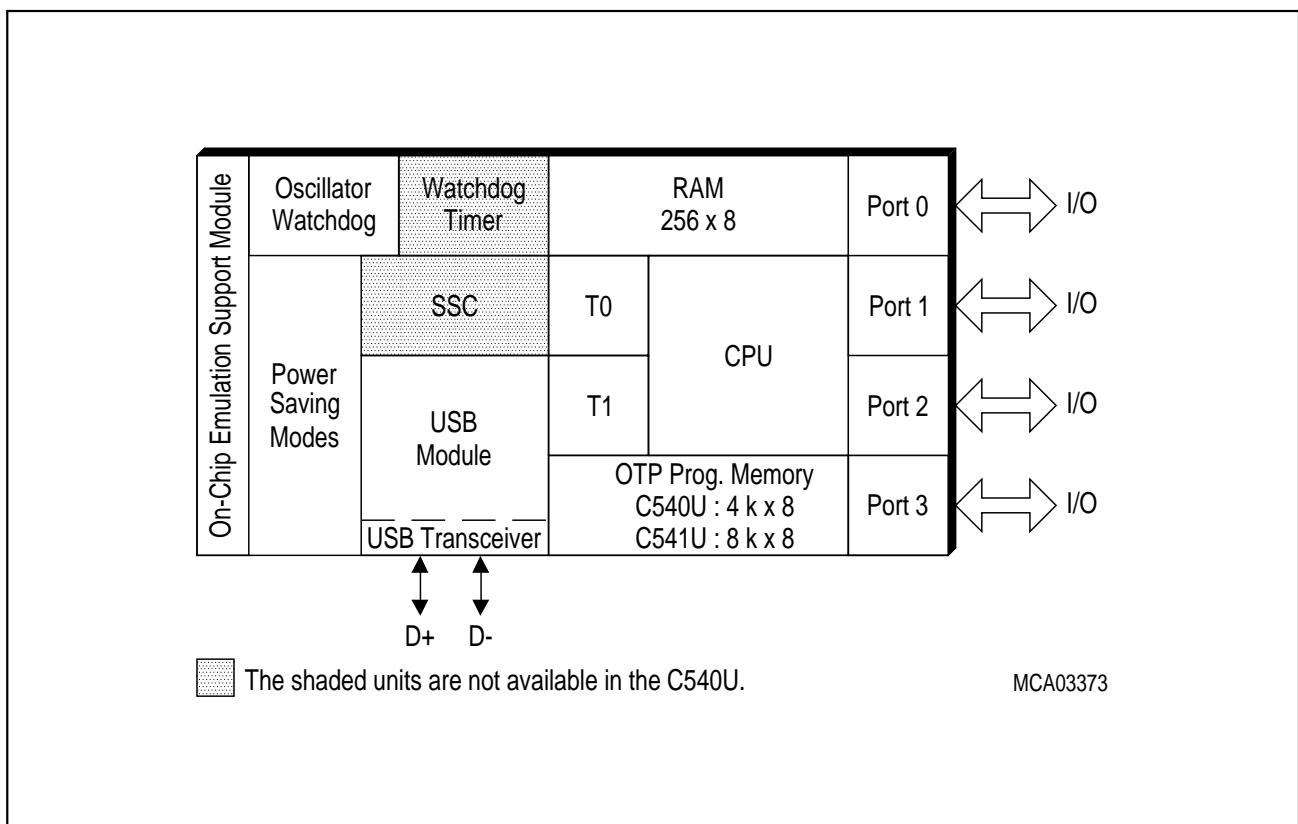 On-Chip Emulation Support Module
Oscillator
Watchdog
Watchdog
Timer
RAM
256 x 8
Port 0
I/O
Power
Saving
Modes
SSC
T0
CPU
Port 1
I/O
USB
Module
T1
Port 2
I/O
OTP Prog. Memory
C540U : 4 k x 8
C541U : 8 k x 8
Port 3
I/O
USB Transceiver
D+ D-
The shaded units are not available in the C540U.
MCA03373